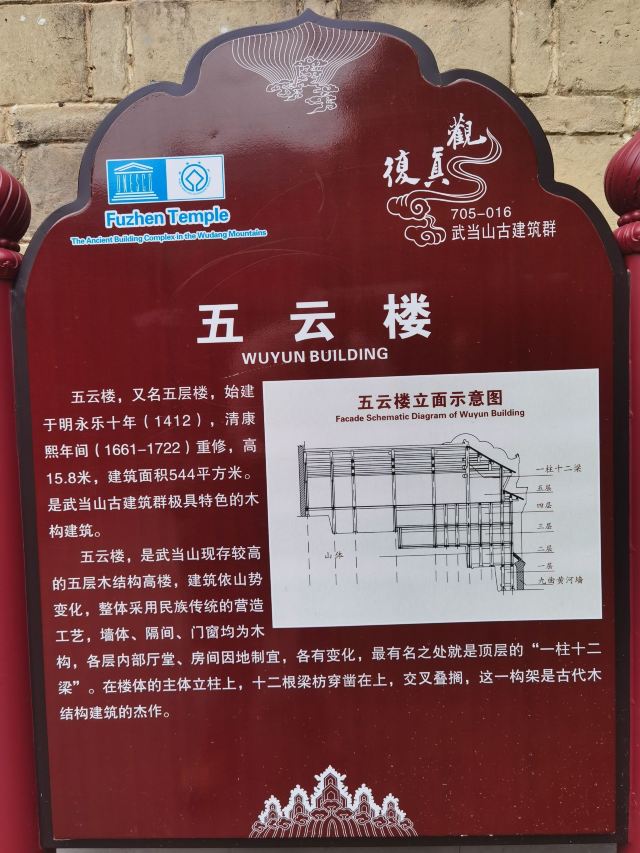 UNESCO
Fuzhen Temple
The Ancient Building Complex in the Wudang Mountains
復真觀
705-016
武当山古建筑群
五云楼
WUYUN BUILDING
五云楼，又名五层楼，始建
于明永乐十年（1412），清康
熙年间（1661-1722）重修，高
15.8米，建筑面积544平方米。
是武当山古建筑群极具特色的木
构建筑。
五云楼，是武当山现存较高
的五层木结构高楼，建筑依山势
变化，整体采用民族传统的营造
工艺，墙体、隔间、门窗均为木
构，各层内部厅堂、房间因地制宜，各有变化，最有名之处就是顶层的“一柱十二
梁”。在楼体的主体立柱上，十二根梁枋穿凿在上，交叉叠搁，这一构架是古代木
结构建筑的杰作。
五云楼立面示意图
Facade Schematic Diagram of Wuyun Building
一柱十二梁
五层
四层
三层
二层
一层
九曲黄河墙
山体